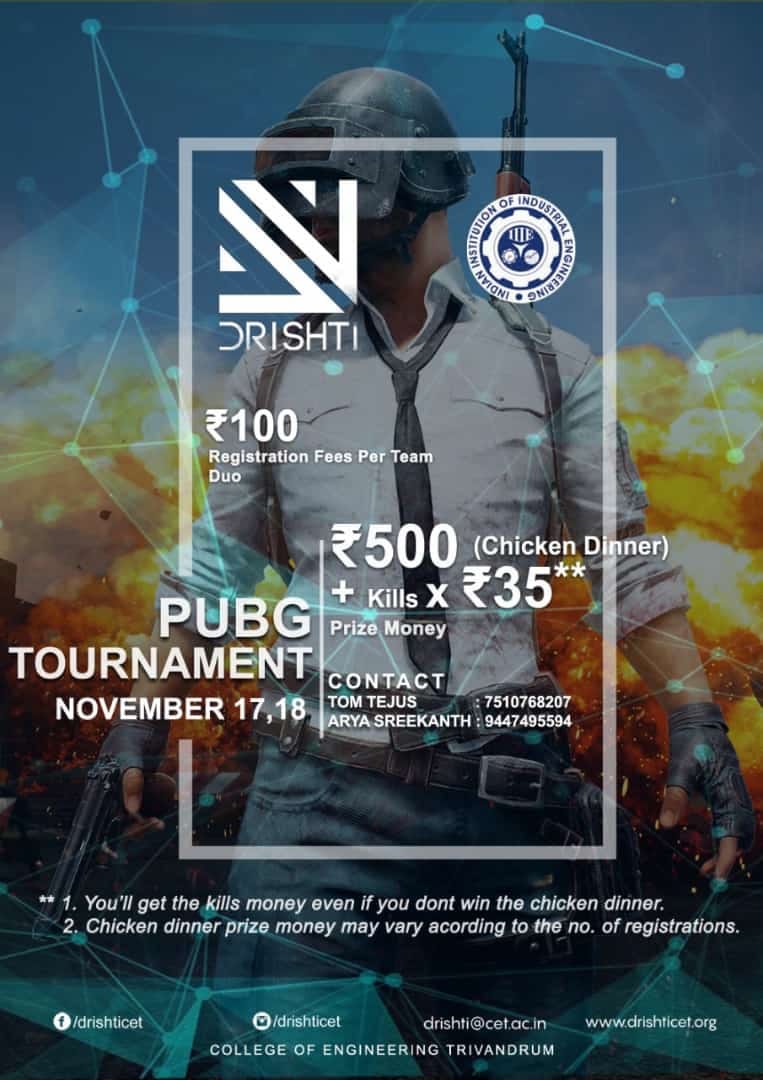 DRISHTI
INDIAN INSTITUTION OF INDUSTRIAL ENGINEERING
IIIE
₹100
Registration Fees Per Team
Duo
₹500 (Chicken Dinner)
+ Kills x ₹35**
Prize Money
PUBG
TOURNAMENT
NOVEMBER 17,18
CONTACT
TOM TEJUS : 7510768207
ARYA SREEKANTH : 9447495594
** 1. You'll get the kills money even if you dont win the chicken dinner.
2. Chicken dinner prize money may vary acording to the no. of registrations.
/drishticet /drishticet drishti@cet.ac.in www.drishticet.org
COLLEGE OF ENGINEERING TRIVANDRUM